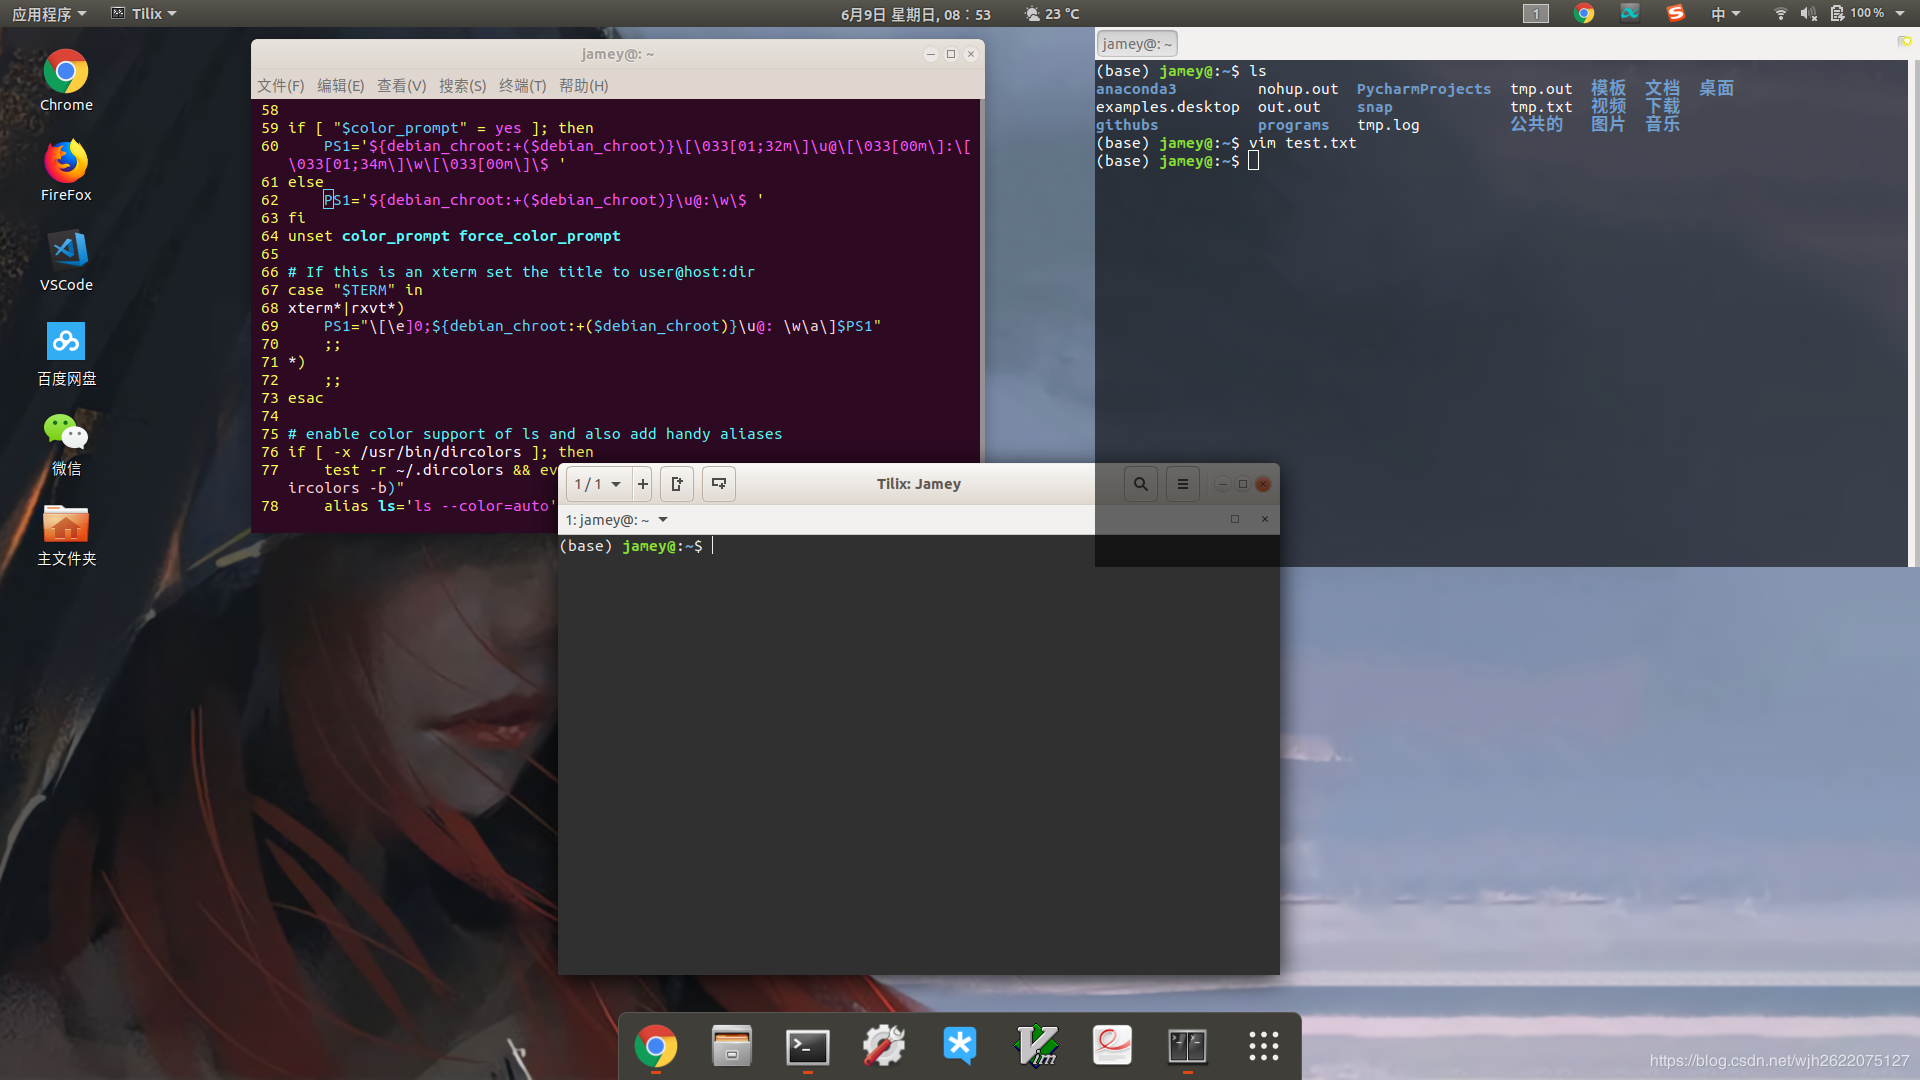 应用程序 Tilix 6月9日 星期日, 08：53 23 ℃ 1 中 100 %
Chrome
FireFox
VSCode
百度网盘
微信
主文件夹
jamey@: ~
文件(F) 编辑(E) 查看(V) 搜索(S) 终端(T) 帮助(H)
58
59 if [ "$color_prompt" = yes ]; then
60     PS1='${debian_chroot:+($debian_chroot)}\[\033[01;32m\]\u@\[\033[00m\]:\[
\033[01;34m\]\w\[\033[00m\]\$ '
61 else
62     PS1='${debian_chroot:+($debian_chroot)}\u@:\w\$ '
63 fi
64 unset color_prompt force_color_prompt
65
66 # If this is an xterm set the title to user@host:dir
67 case "$TERM" in
68 xterm*|rxvt*)
69     PS1="\[\e]0;${debian_chroot:+($debian_chroot)}\u@: \w\a\]$PS1"
70     ;;
71 *)
72     ;;
73 esac
74
75 # enable color support of ls and also add handy aliases
76 if [ -x /usr/bin/dircolors ]; then
77     test -r ~/.dircolors && ev
ircolors -b)"
78     alias ls='ls --color=auto'
jamey@: ~
(base) jamey@:~$ ls
anaconda3 nohup.out PycharmProjects tmp.out 模板 文档 桌面
examples.desktop out.out snap tmp.txt 视频 下载
githubs programs tmp.log 公共的 图片 音乐
(base) jamey@:~$ vim test.txt
(base) jamey@:~$
1 / 1 Tilix: Jamey
1: jamey@: ~
(base) jamey@:~$
https://blog.csdn.net/wjh2622075127